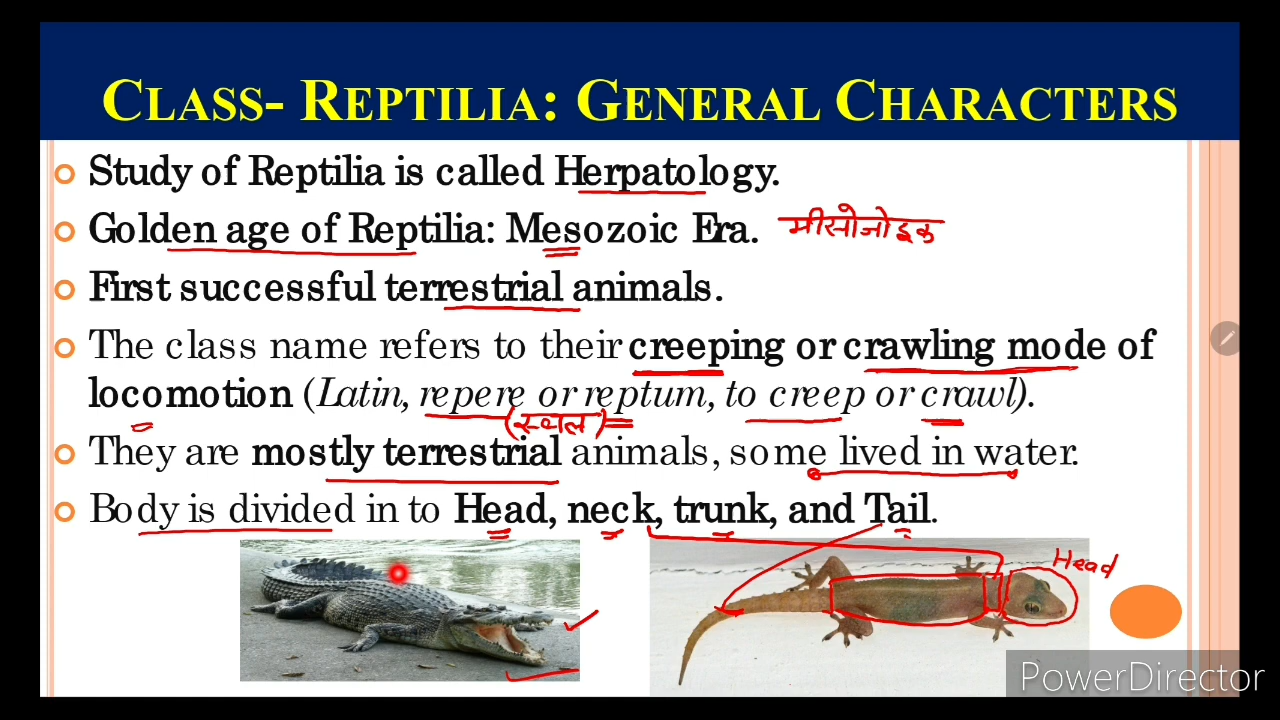 CLASS- REPTILIA: GENERAL CHARACTERS
Study of Reptilia is called Herpatology.
Golden age of Reptilia: Mesozoic Era. मीसोजोइक
First successful terrestrial animals.
The class name refers to their creeping or crawling mode of
locomotion (Latin, repere or reptum, to creep or crawl).
(स्थल)
They are mostly terrestrial animals, some lived in water.
Body is divided in to Head, neck, trunk, and Tail.
Head
PowerDirector